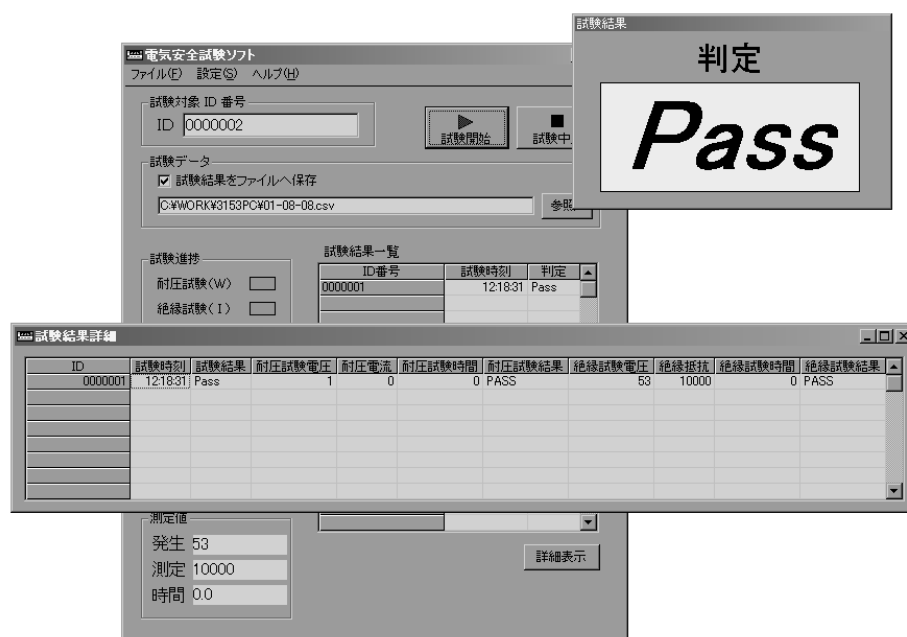 試験結果
判定
Pass
電気安全試験ソフト
ファイル(F) 設定(S) ヘルプ(H)
試験対象 ID 番号
ID 0000002
試験開始
試験中
試験データ
試験結果をファイルへ保存
C:¥WORK¥3153PC¥01-08-08.csv
参照
試験進捗
耐圧試験(W)
絶縁試験(I)
試験結果一覧
ID番号 試験時刻 判定
0000001 12:18:31 Pass
試験結果詳細
ID 試験時刻 試験結果 耐圧試験電圧 耐圧電流 耐圧試験時間 耐圧試験結果 絶縁試験電圧 絶縁抵抗 絶縁試験時間 絶縁試験結果
0000001 12:18:31 Pass 1 0 0 PASS 53 10000 0 PASS
測定値
発生 53
測定 10000
時間 0.0
詳細表示